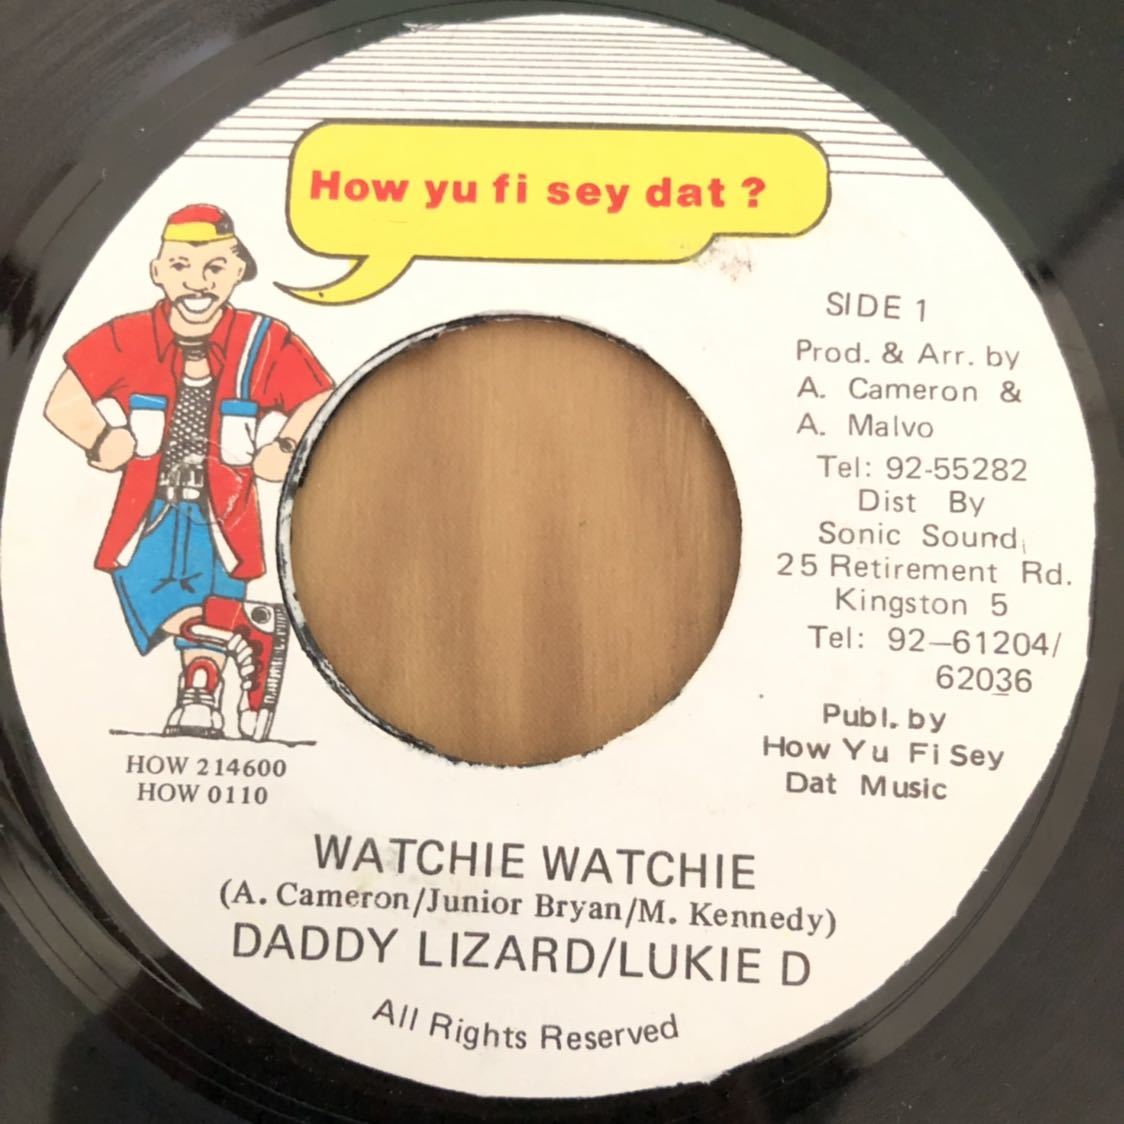 How yu fi sey dat ?
SIDE 1
Prod. & Arr. by
A. Cameron &
A. Malvo
Tel: 92-55282
Dist By
Sonic Sound
25 Retirement Rd.
Kingston 5
Tel: 92-61204/
62036
Publ. by
How Yu Fi Sey
Dat Music
HOW 214600
HOW 0110
WATCHIE WATCHIE
(A. Cameron/Junior Bryan/M. Kennedy)
DADDY LIZARD/LUKIE D
All Rights Reserved